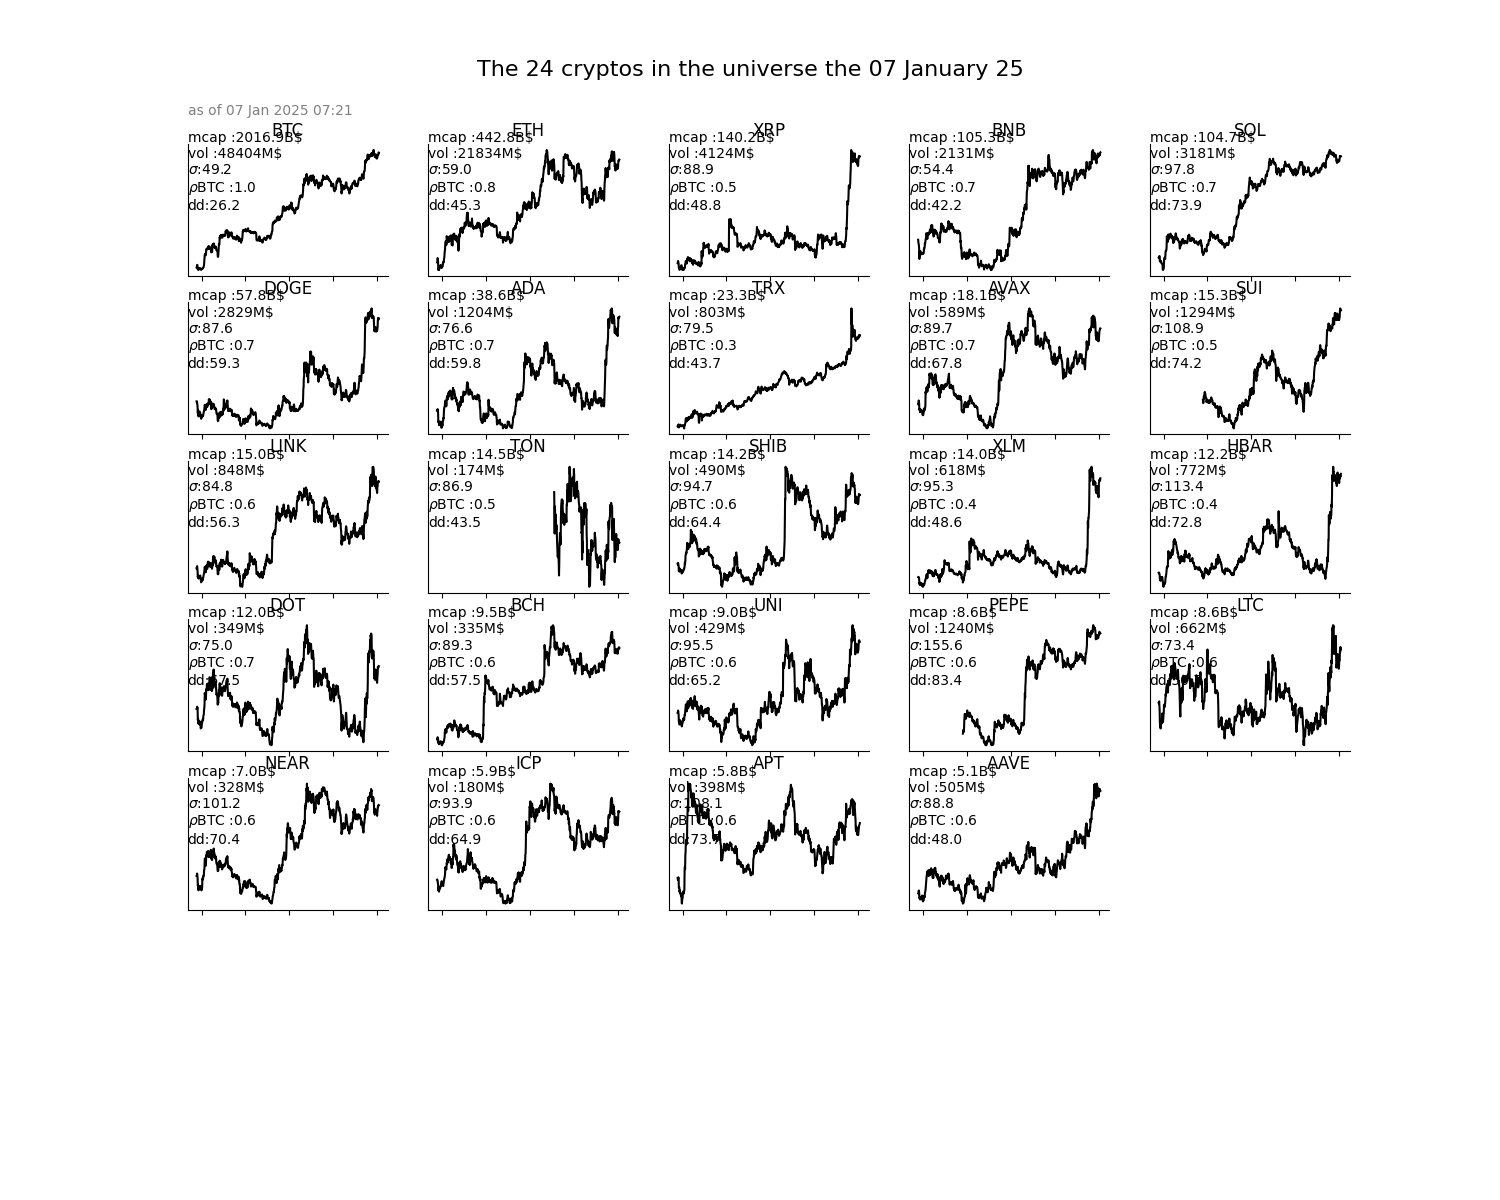 The 24 cryptos in the universe the 07 January 25
as of 07 Jan 2025 07:21
BTC
mcap :2016.9B$
vol :48404M$
σ:49.2
ρBTC :1.0
dd:26.2
ETH
mcap :442.8B$
vol :21834M$
σ:59.0
ρBTC :0.8
dd:45.3
XRP
mcap :140.2B$
vol :4124M$
σ:88.9
ρBTC :0.5
dd:48.8
BNB
mcap :105.3B$
vol :2131M$
σ:54.4
ρBTC :0.7
dd:42.2
SOL
mcap :104.7B$
vol :3181M$
σ:97.8
ρBTC :0.7
dd:73.9
DOGE
mcap :57.8B$
vol :2829M$
σ:87.6
ρBTC :0.7
dd:59.3
ADA
mcap :38.6B$
vol :1204M$
σ:76.6
ρBTC :0.7
dd:59.8
TRX
mcap :23.3B$
vol :803M$
σ:79.5
ρBTC :0.3
dd:43.7
AVAX
mcap :18.1B$
vol :589M$
σ:89.7
ρBTC :0.7
dd:67.8
SUI
mcap :15.3B$
vol :1294M$
σ:108.9
ρBTC :0.5
dd:74.2
LINK
mcap :15.0B$
vol :848M$
σ:84.8
ρBTC :0.6
dd:56.3
TON
mcap :14.5B$
vol :174M$
σ:86.9
ρBTC :0.5
dd:43.5
SHIB
mcap :14.2B$
vol :490M$
σ:94.7
ρBTC :0.6
dd:64.4
XLM
mcap :14.0B$
vol :618M$
σ:95.3
ρBTC :0.4
dd:48.6
HBAR
mcap :12.2B$
vol :772M$
σ:113.4
ρBTC :0.4
dd:72.8
DOT
mcap :12.0B$
vol :349M$
σ:75.0
ρBTC :0.7
BCH
mcap :9.5B$
vol :335M$
σ:89.3
ρBTC :0.6
dd:57.5
UNI
mcap :9.0B$
vol :429M$
σ:95.5
ρBTC :0.6
dd:65.2
PEPE
mcap :8.6B$
vol :1240M$
σ:155.6
ρBTC :0.6
dd:83.4
LTC
mcap :8.6B$
vol :662M$
σ:73.4
ρBTC :0.6
NEAR
mcap :7.0B$
vol :328M$
σ:101.2
ρBTC :0.6
dd:70.4
ICP
mcap :5.9B$
vol :180M$
σ:93.9
ρBTC :0.6
dd:64.9
APT
mcap :5.8B$
vol :398M$
σ:108.1
ρBTC :0.6
AAVE
mcap :5.1B$
vol :505M$
σ:88.8
ρBTC :0.6
dd:48.0